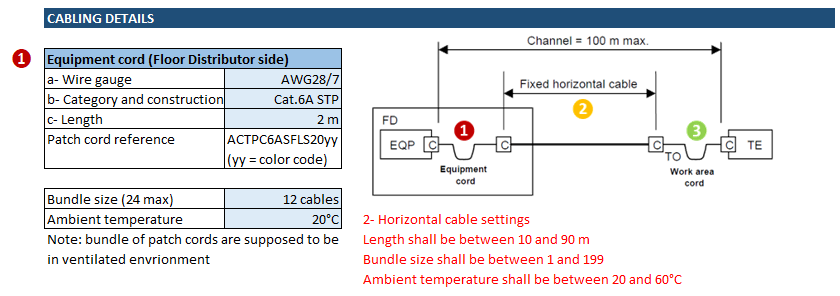 CABLING DETAILS
1
Equipment cord (Floor Distributor side)
a- Wire gauge AWG28/7
b- Category and construction Cat.6A STP
c- Length 2 m
Patch cord reference ACTPC6ASFLS20yy
(yy = color code)
Bundle size (24 max) 12 cables
Ambient temperature 20°C
Note: bundle of patch cords are supposed to be
in ventilated envrionment
Channel = 100 m max.
Fixed horizontal cable
2
FD
1
3
EQP C C C C TE
TO
Equipment
cord
Work area
cord
2- Horizontal cable settings
Length shall be between 10 and 90 m
Bundle size shall be between 1 and 199
Ambient temperature shall be between 20 and 60°C